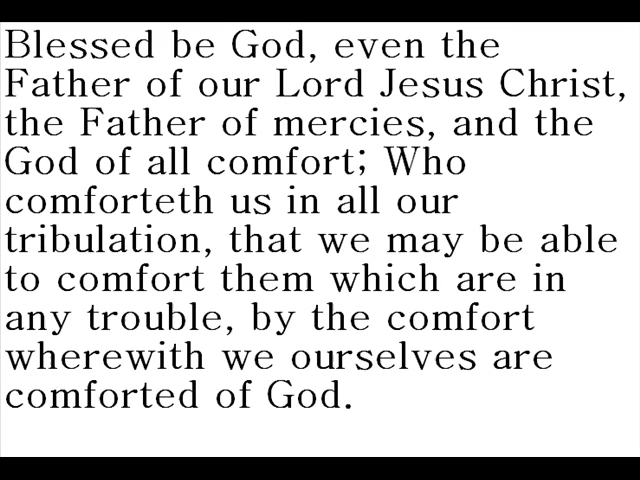 Blessed be God, even the
Father of our Lord Jesus Christ,
the Father of mercies, and the
God of all comfort; Who
comforteth us in all our
tribulation, that we may be able
to comfort them which are in
any trouble, by the comfort
wherewith we ourselves are
comforted of God.